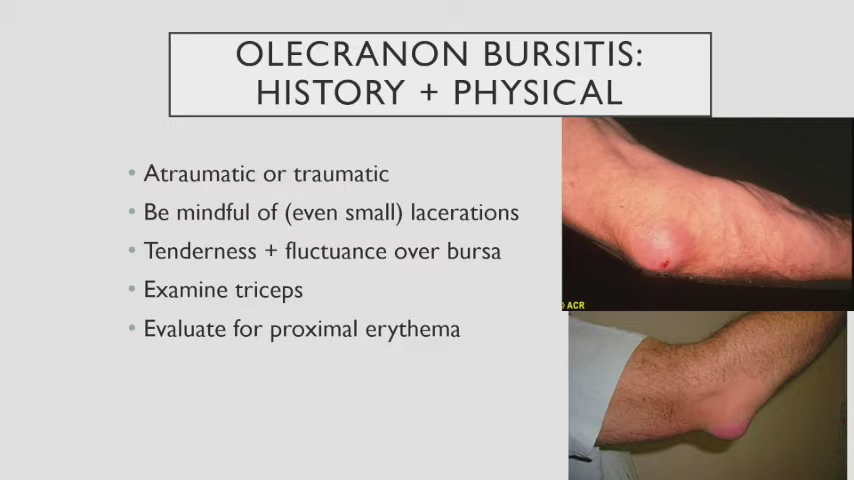 OLECRANON BURSITIS:
HISTORY + PHYSICAL
• Atraumatic or traumatic
• Be mindful of (even small) lacerations
• Tenderness + fluctuance over bursa
• Examine triceps
• Evaluate for proximal erythema
© ACR